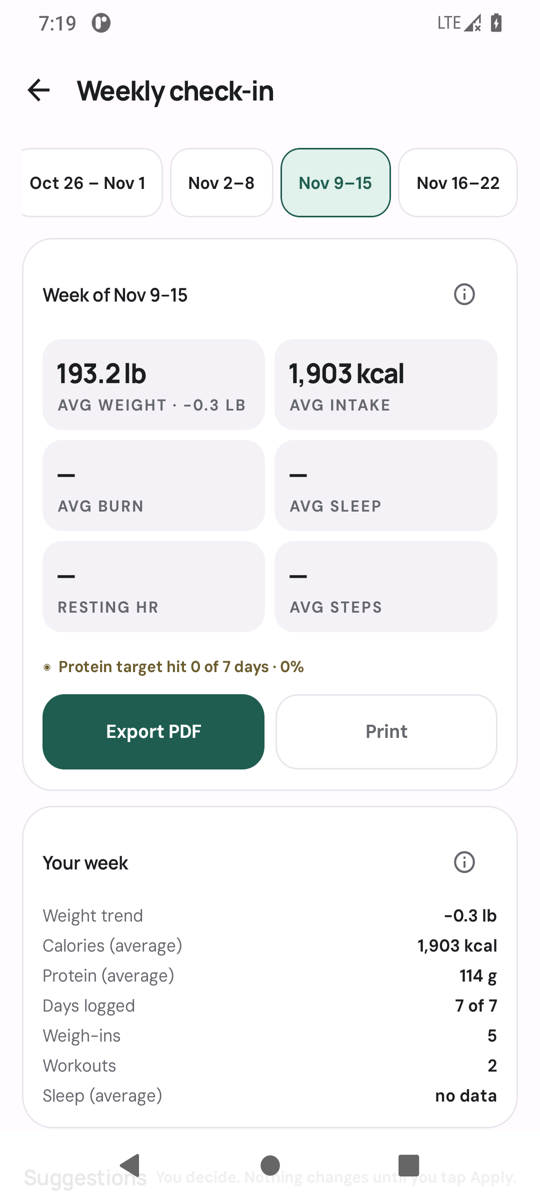 7:19
LTE
Weekly check-in
Oct 26 – Nov 1
Nov 2–8
Nov 9–15
Nov 16–22
Week of Nov 9–15
193.2 lb
AVG WEIGHT · -0.3 LB
1,903 kcal
AVG INTAKE
–
AVG BURN
–
AVG SLEEP
–
RESTING HR
–
AVG STEPS
Protein target hit 0 of 7 days · 0%
Export PDF
Print
Your week
Weight trend
-0.3 lb
Calories (average)
1,903 kcal
Protein (average)
114 g
Days logged
7 of 7
Weigh-ins
5
Workouts
2
Sleep (average)
no data
Suggestions
You decide. Nothing changes until you tap Apply.